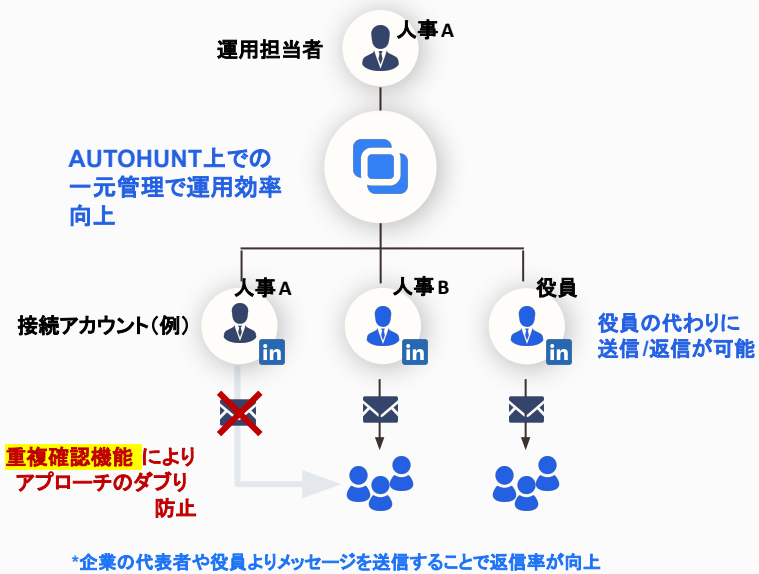 人事A
運用担当者
AUTOHUNT上での
一元管理で運用効率
向上
人事A
人事B
役員
接続アカウント（例）
in
in
in
役員の代わりに
送信/返信が可能
重複確認機能により
アプローチのダブり
防止
*企業の代表者や役員よりメッセージを送信することで返信率が向上